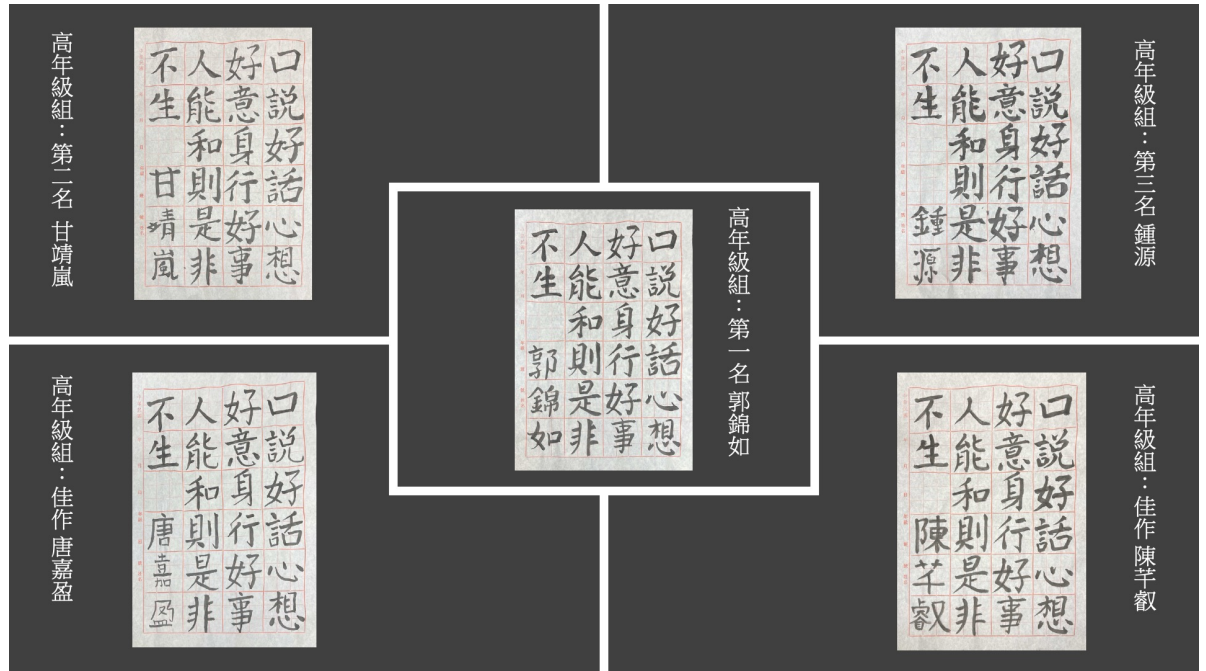 高年級組：第二名 甘靖嵐
口說好話心想
好意身行好事
人能和則是非
不生 甘靖嵐
高年級組：第三名 鍾源
口說好話心想
好意身行好事
人能和則是非
不生 鍾源
高年級組：第一名 郭錦如
口說好話心想
好意身行好事
人能和則是非
不生 郭錦如
高年級組：佳作 唐嘉盈
口說好話心想
好意身行好事
人能和則是非
不生 唐嘉盈
高年級組：佳作 陳芊叡
口說好話心想
好意身行好事
人能和則是非
不生 陳芊叡